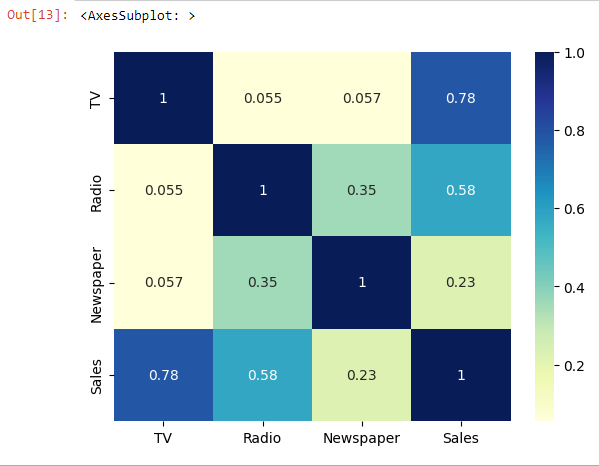 Out[13]: <AxesSubplot: >
TV 1 0.055 0.057 0.78
Radio 0.055 1 0.35 0.58
Newspaper 0.057 0.35 1 0.23
Sales 0.78 0.58 0.23 1
TV Radio Newspaper Sales
1.0
0.8
0.6
0.4
0.2